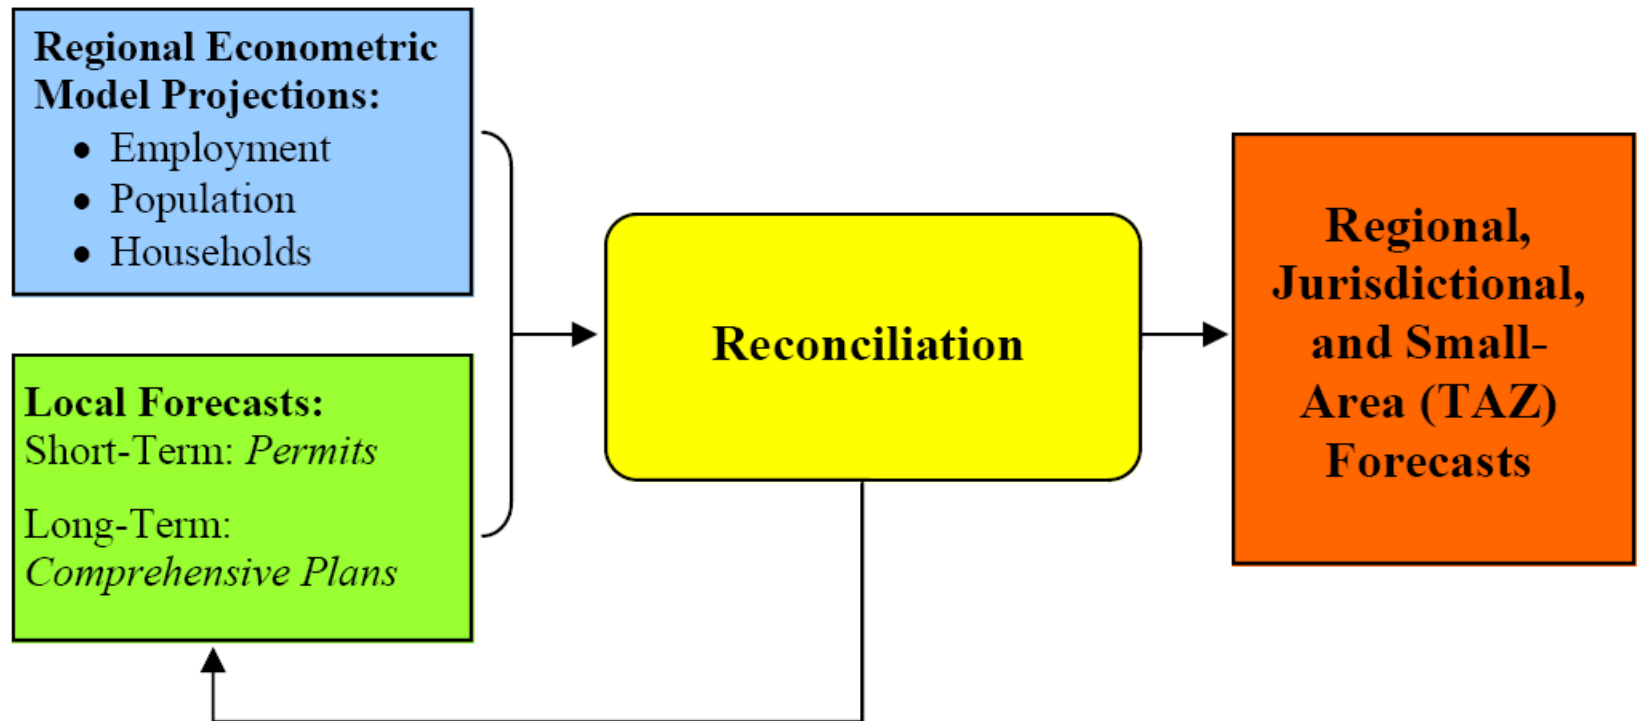 Regional Econometric
Model Projections:
• Employment
• Population
• Households
Local Forecasts:
Short-Term: Permits
Long-Term:
Comprehensive Plans
Reconciliation
Regional,
Jurisdictional,
and Small-
Area (TAZ)
Forecasts